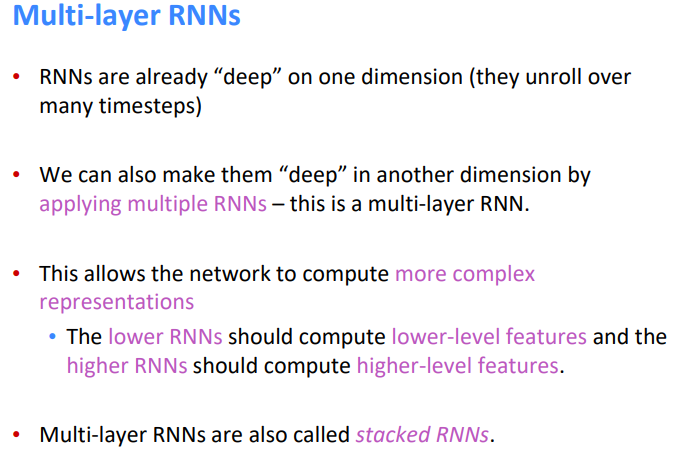 Multi-layer RNNs
• RNNs are already “deep” on one dimension (they unroll over
many timesteps)
• We can also make them “deep” in another dimension by
applying multiple RNNs – this is a multi-layer RNN.
• This allows the network to compute more complex
representations
• The lower RNNs should compute lower-level features and the
higher RNNs should compute higher-level features.
• Multi-layer RNNs are also called stacked RNNs.